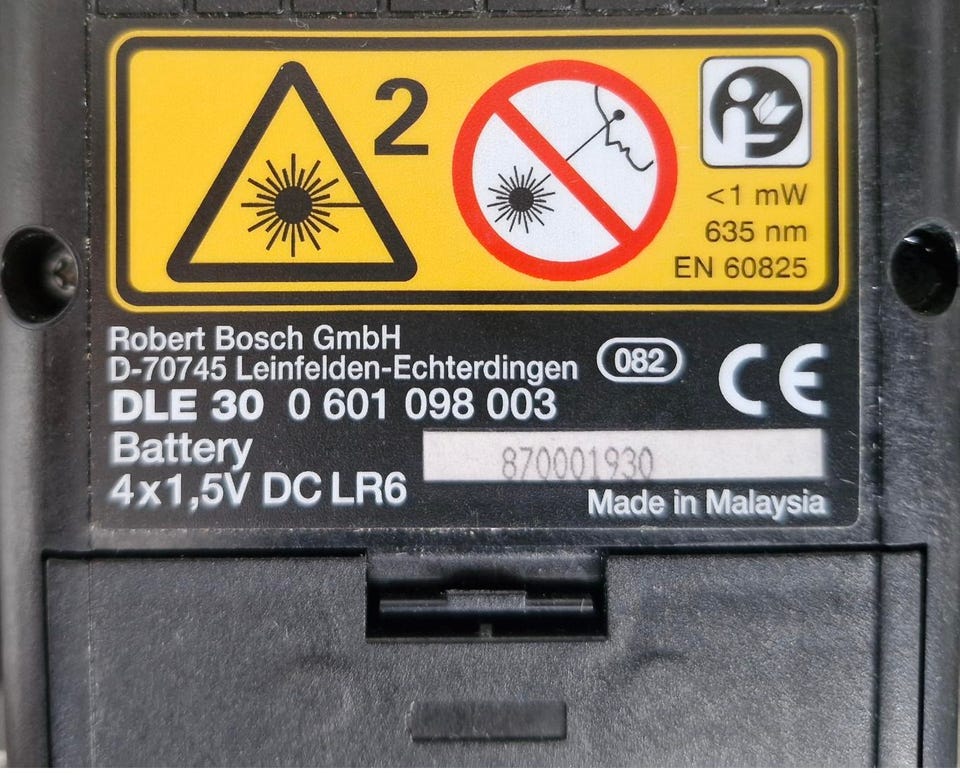 2
<1 mW
635 nm
EN 60825
Robert Bosch GmbH
D-70745 Leinfelden-Echterdingen
082
CE
DLE 30 0 601 098 003
Battery
870001930
4x1,5V DC LR6
Made in Malaysia